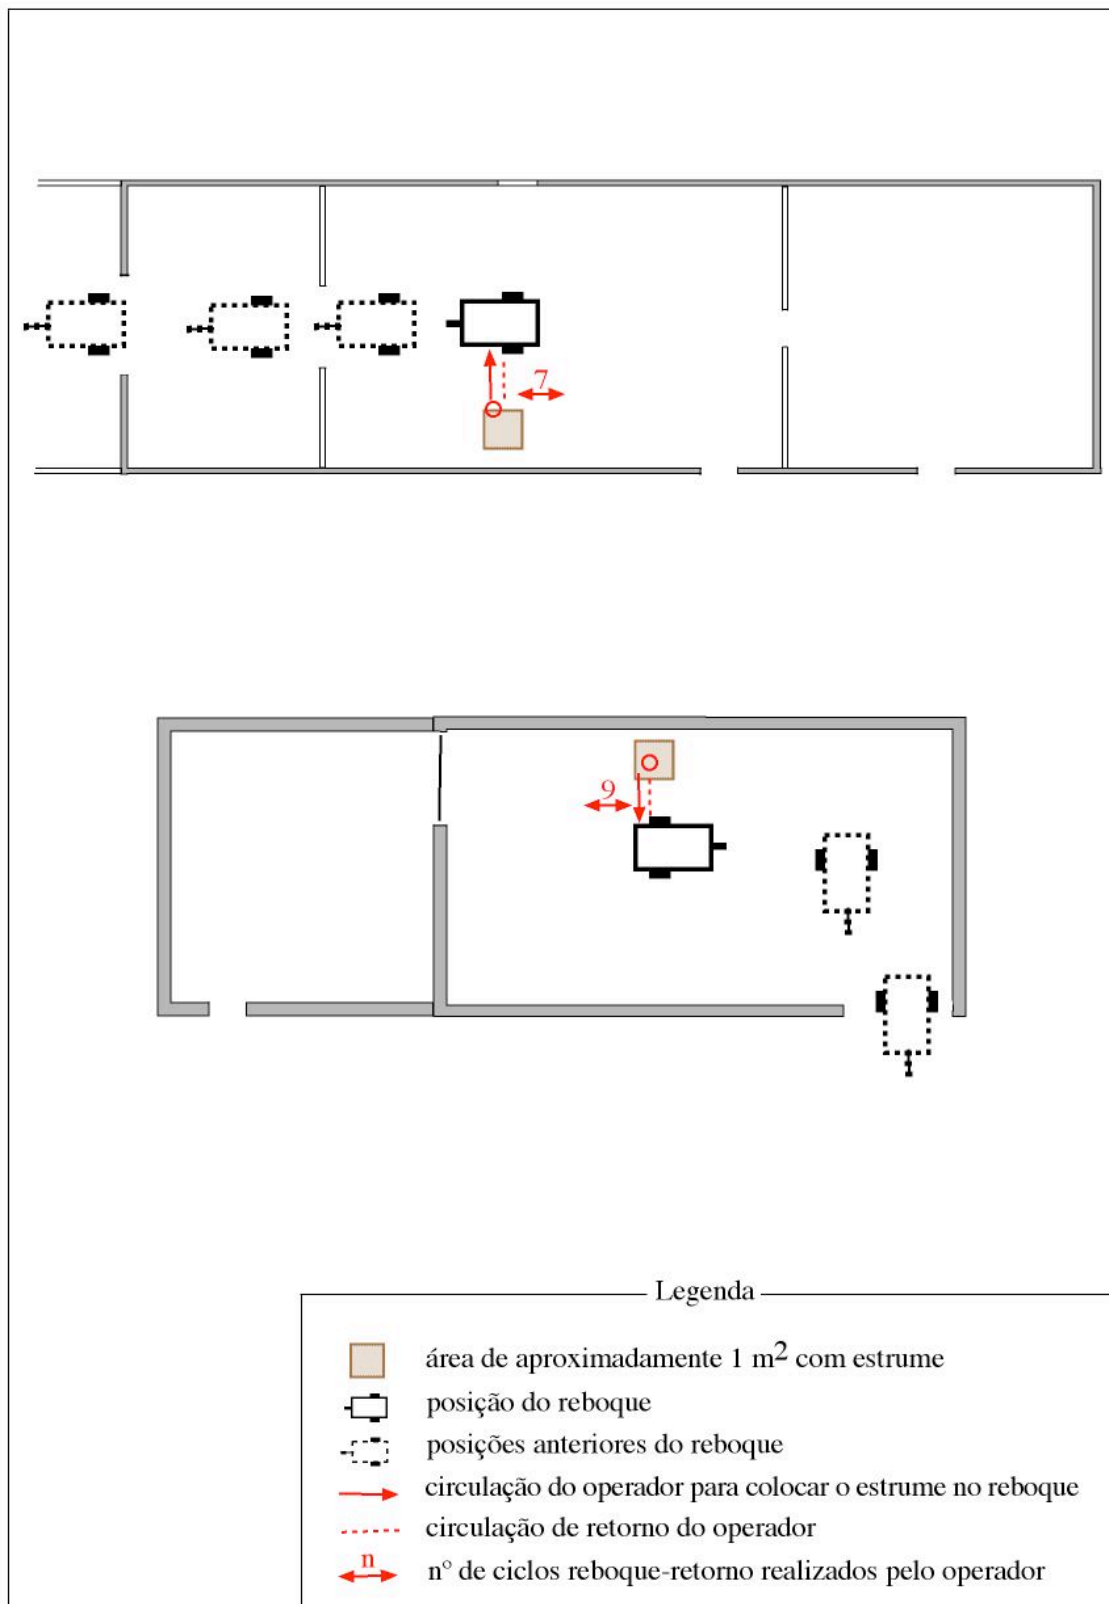 7
9
Legenda
área de aproximadamente 1 m2 com estrume
posição do reboque
posições anteriores do reboque
circulação do operador para colocar o estrume no reboque
circulação de retorno do operador
n
nº de ciclos reboque-retorno realizados pelo operador